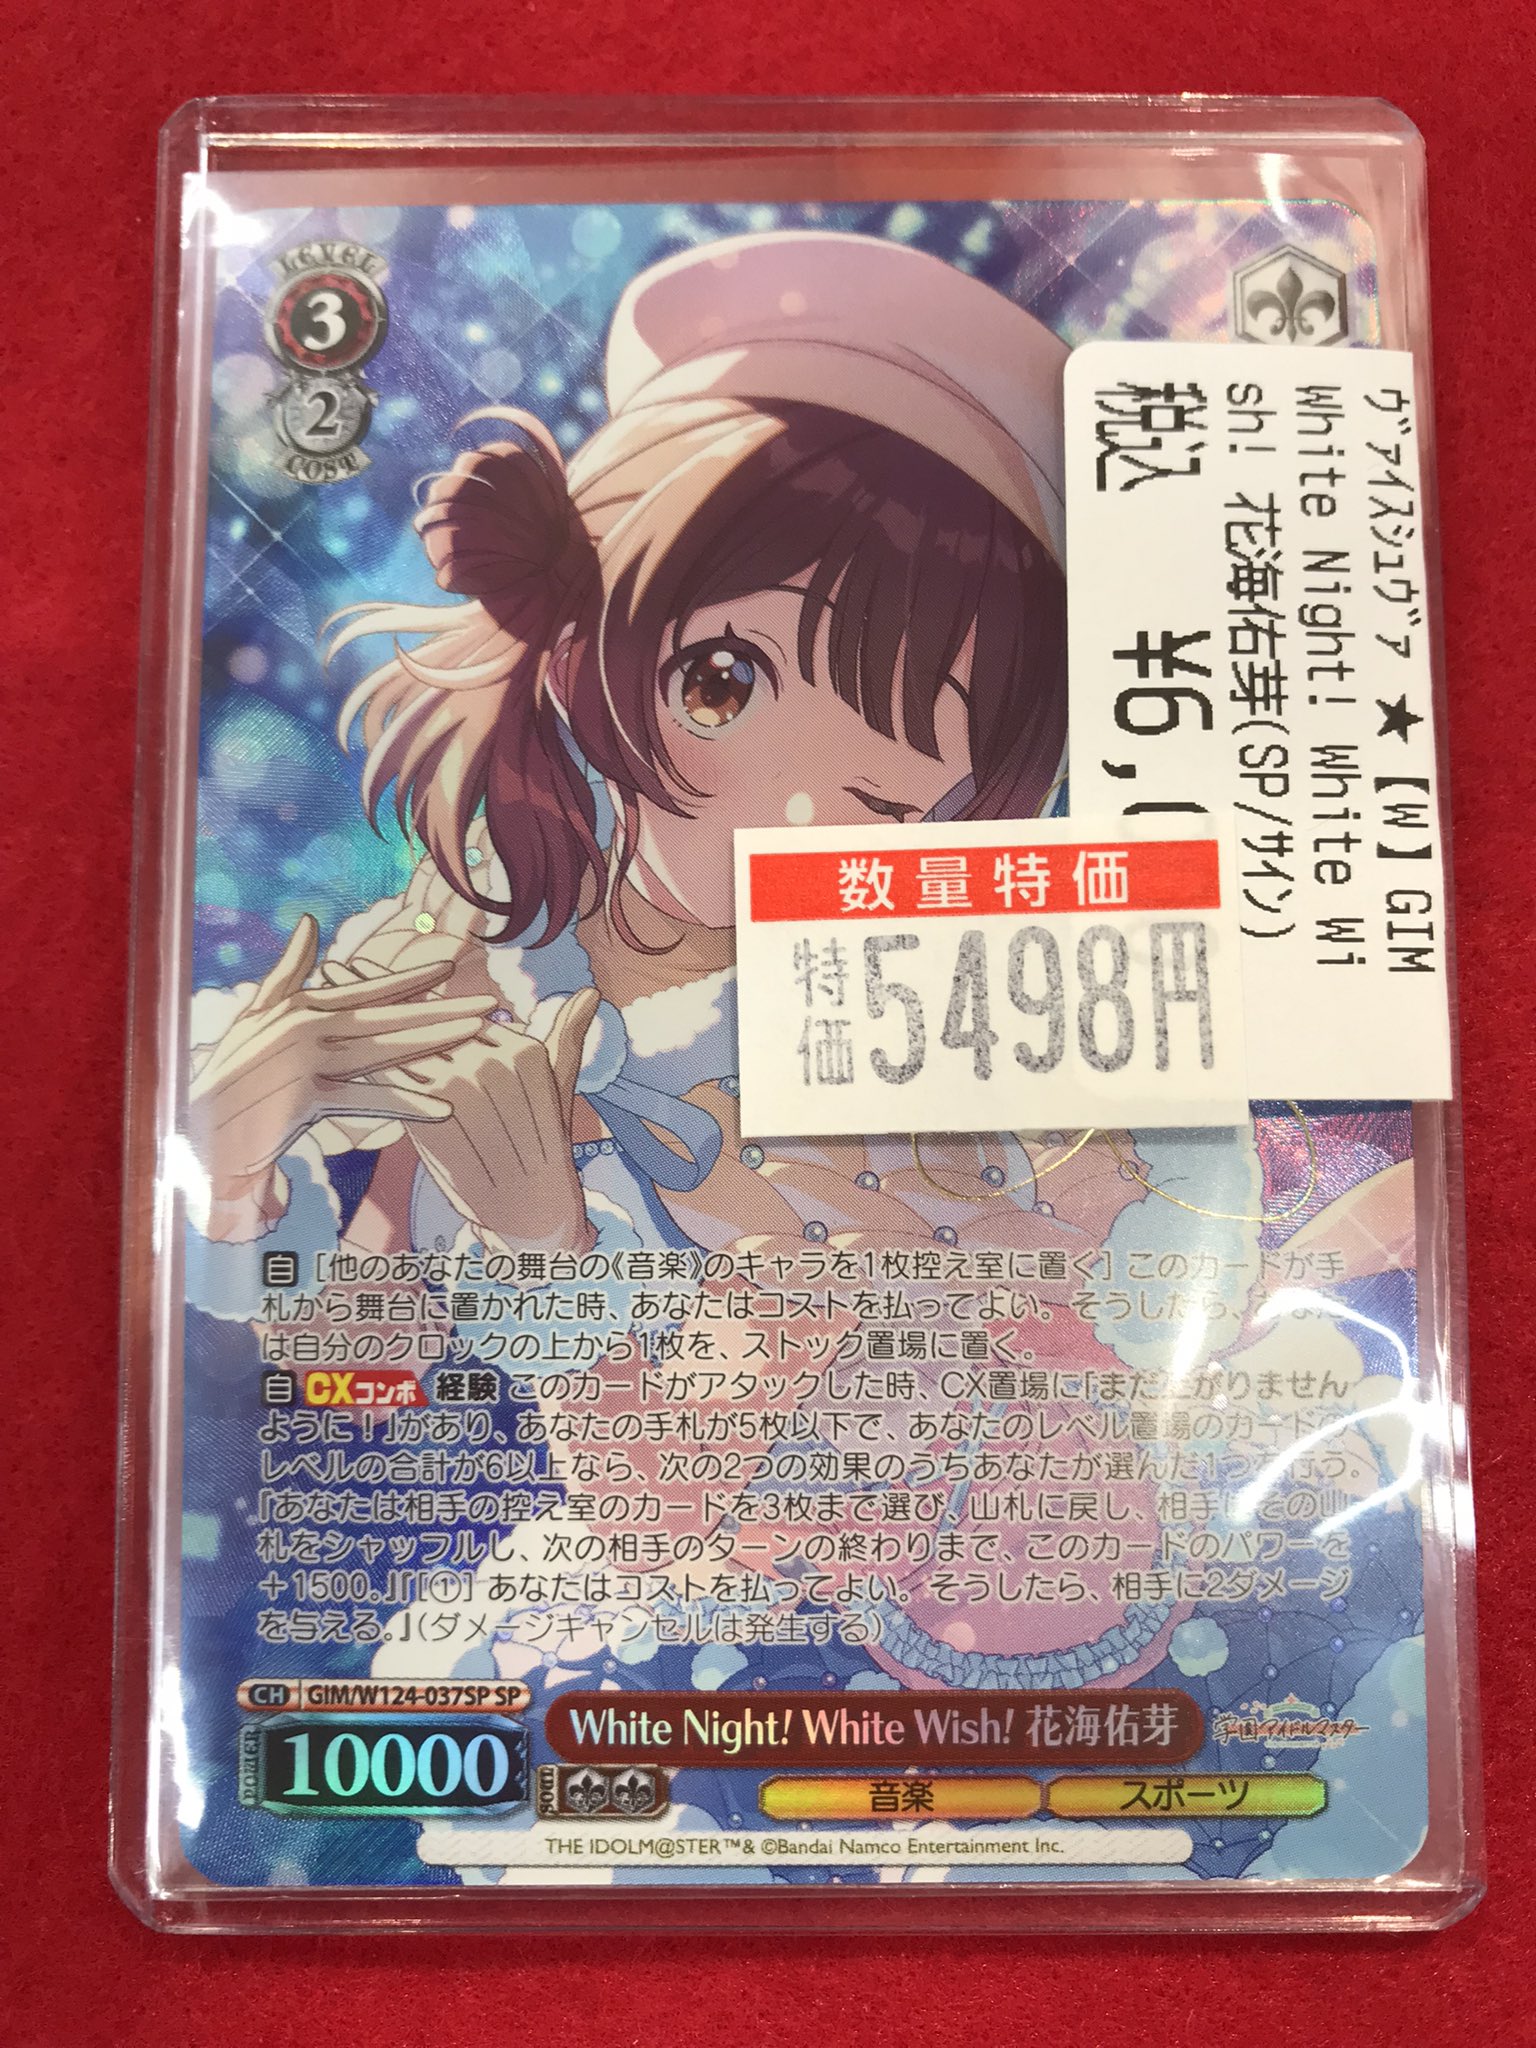 LEVEL
3
2
COST
ヴァイスシュヴァ ★ 【W】GIM
White Night! White Wi
sh! 花海佑芽(SP/サイン)
税込 ¥6,
数量特価
特価 5498円
自 [他のあなたの舞台の《音楽》のキャラを1枚控え室に置く] このカードが手
札から舞台に置かれた時、あなたはコストを払ってよい。そうしたら、
は自分のクロックの上から1枚を、ストック置場に置く。
自 CXコンボ 経験 このカードがアタックした時、CX置場に「まだ上がりません
ように！」があり、あなたの手札が5枚以下で、あなたのレベル置場のカードの
レベルの合計が6以上なら、次の2つの効果のうちあなたが選んだ1つを行う。
『あなたは相手の控え室のカードを3枚まで選び、山札に戻し、相手はその山
札をシャッフルし、次の相手のターンの終わりまで、このカードのパワーを
＋1500。』『[①] あなたはコストを払ってよい。そうしたら、相手に2ダメージ
を与える。』（ダメージキャンセルは発生する）
CH GIM/W124-037SP SP
White Night! White Wish! 花海佑芽
学園アイドルマスター
POWER 10000
SOUL
音楽 スポーツ
THE IDOLM@STER™& ©Bandai Namco Entertainment Inc.